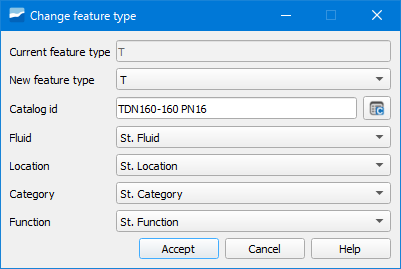 Change feature type
Current feature type T
New feature type T
Catalog id TDN160-160 PN16
Fluid St. Fluid
Location St. Location
Category St. Category
Function St. Function
Accept Cancel Help